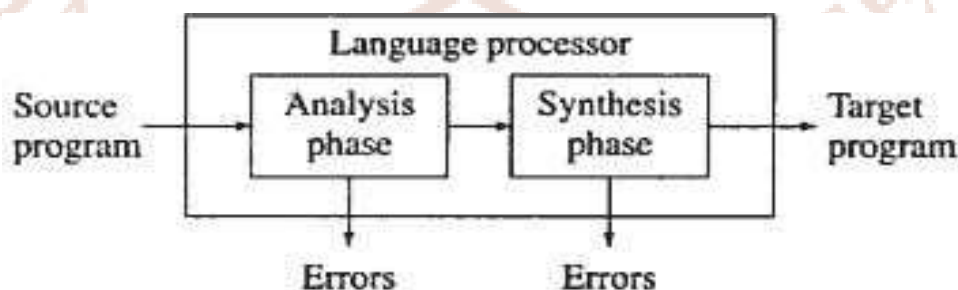 Language processor
Source
program
Analysis
phase
Synthesis
phase
Target
program
Errors
Errors